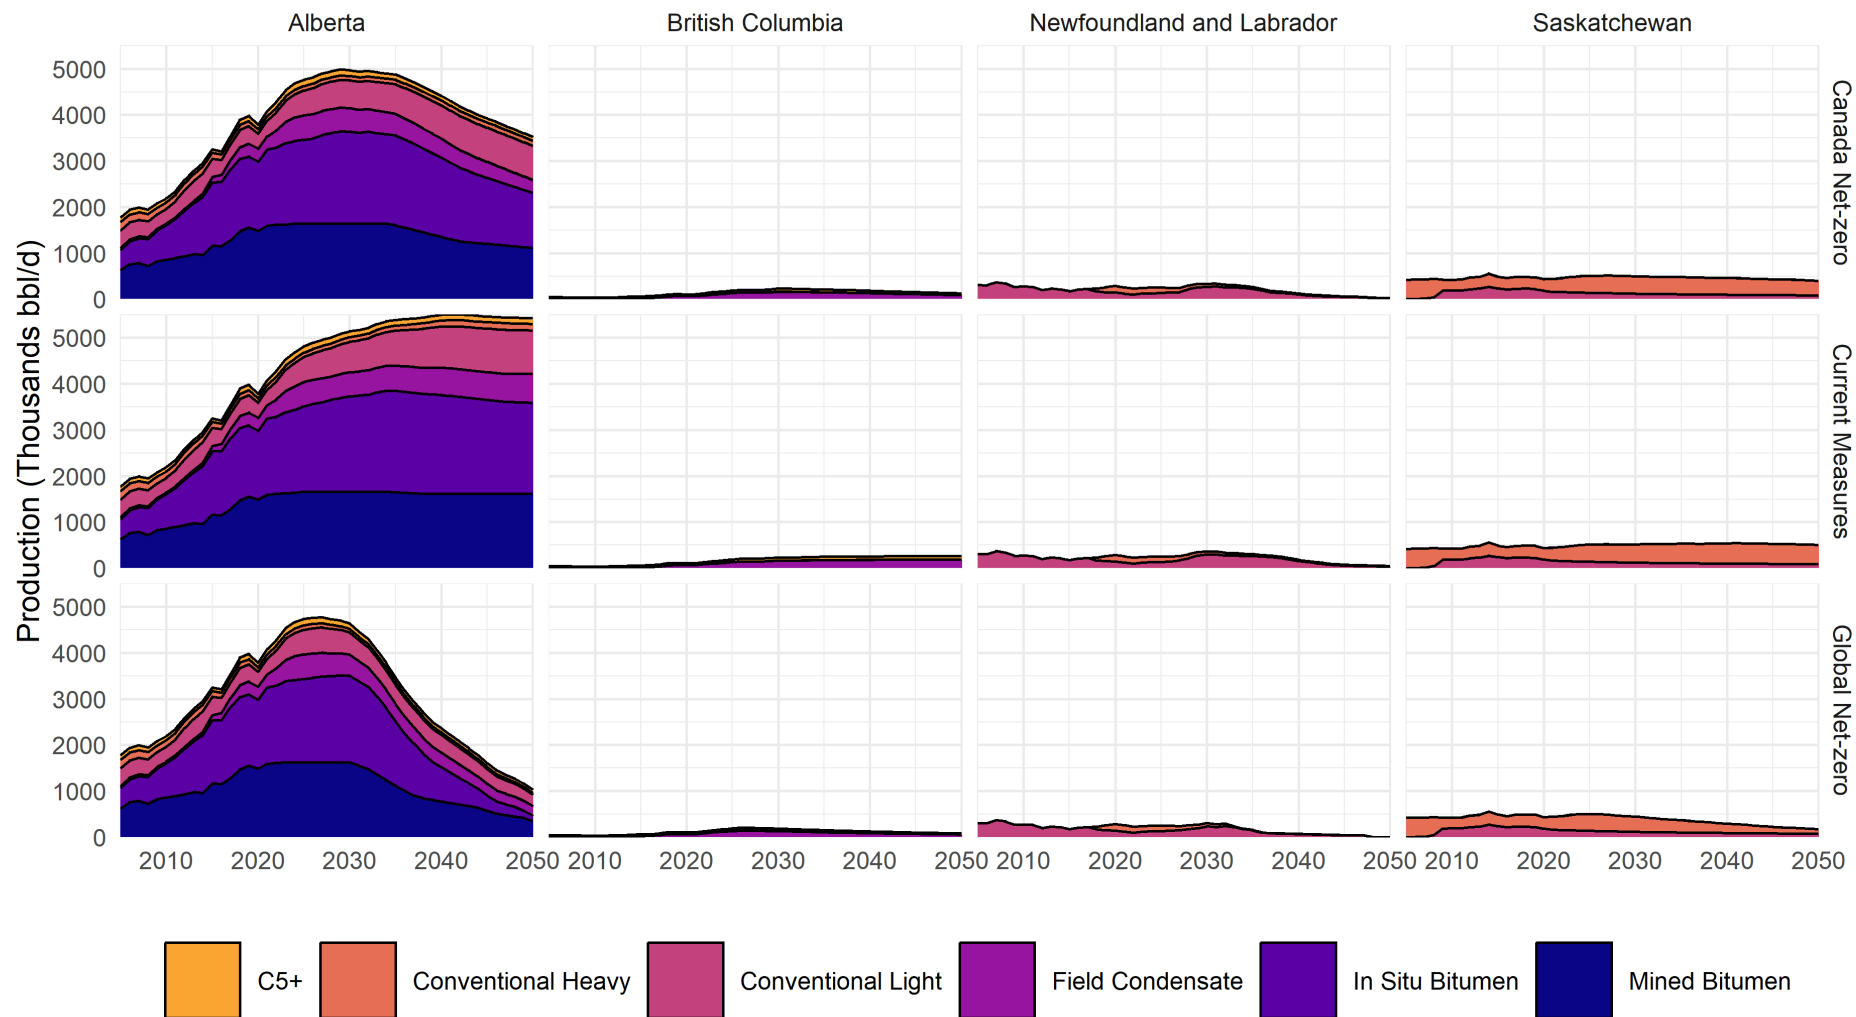 Alberta British Columbia Newfoundland and Labrador Saskatchewan
Production (Thousands bbl/d)
5000
4000
3000
2000
1000
0
Canada Net-zero
5000
4000
3000
2000
1000
0
Current Measures
5000
4000
3000
2000
1000
0
Global Net-zero
2010 2020 2030 2040 2050 2010 2020 2030 2040 2050 2010 2020 2030 2040 2050 2010 2020 2030 2040 2050
C5+ Conventional Heavy Conventional Light Field Condensate In Situ Bitumen Mined Bitumen